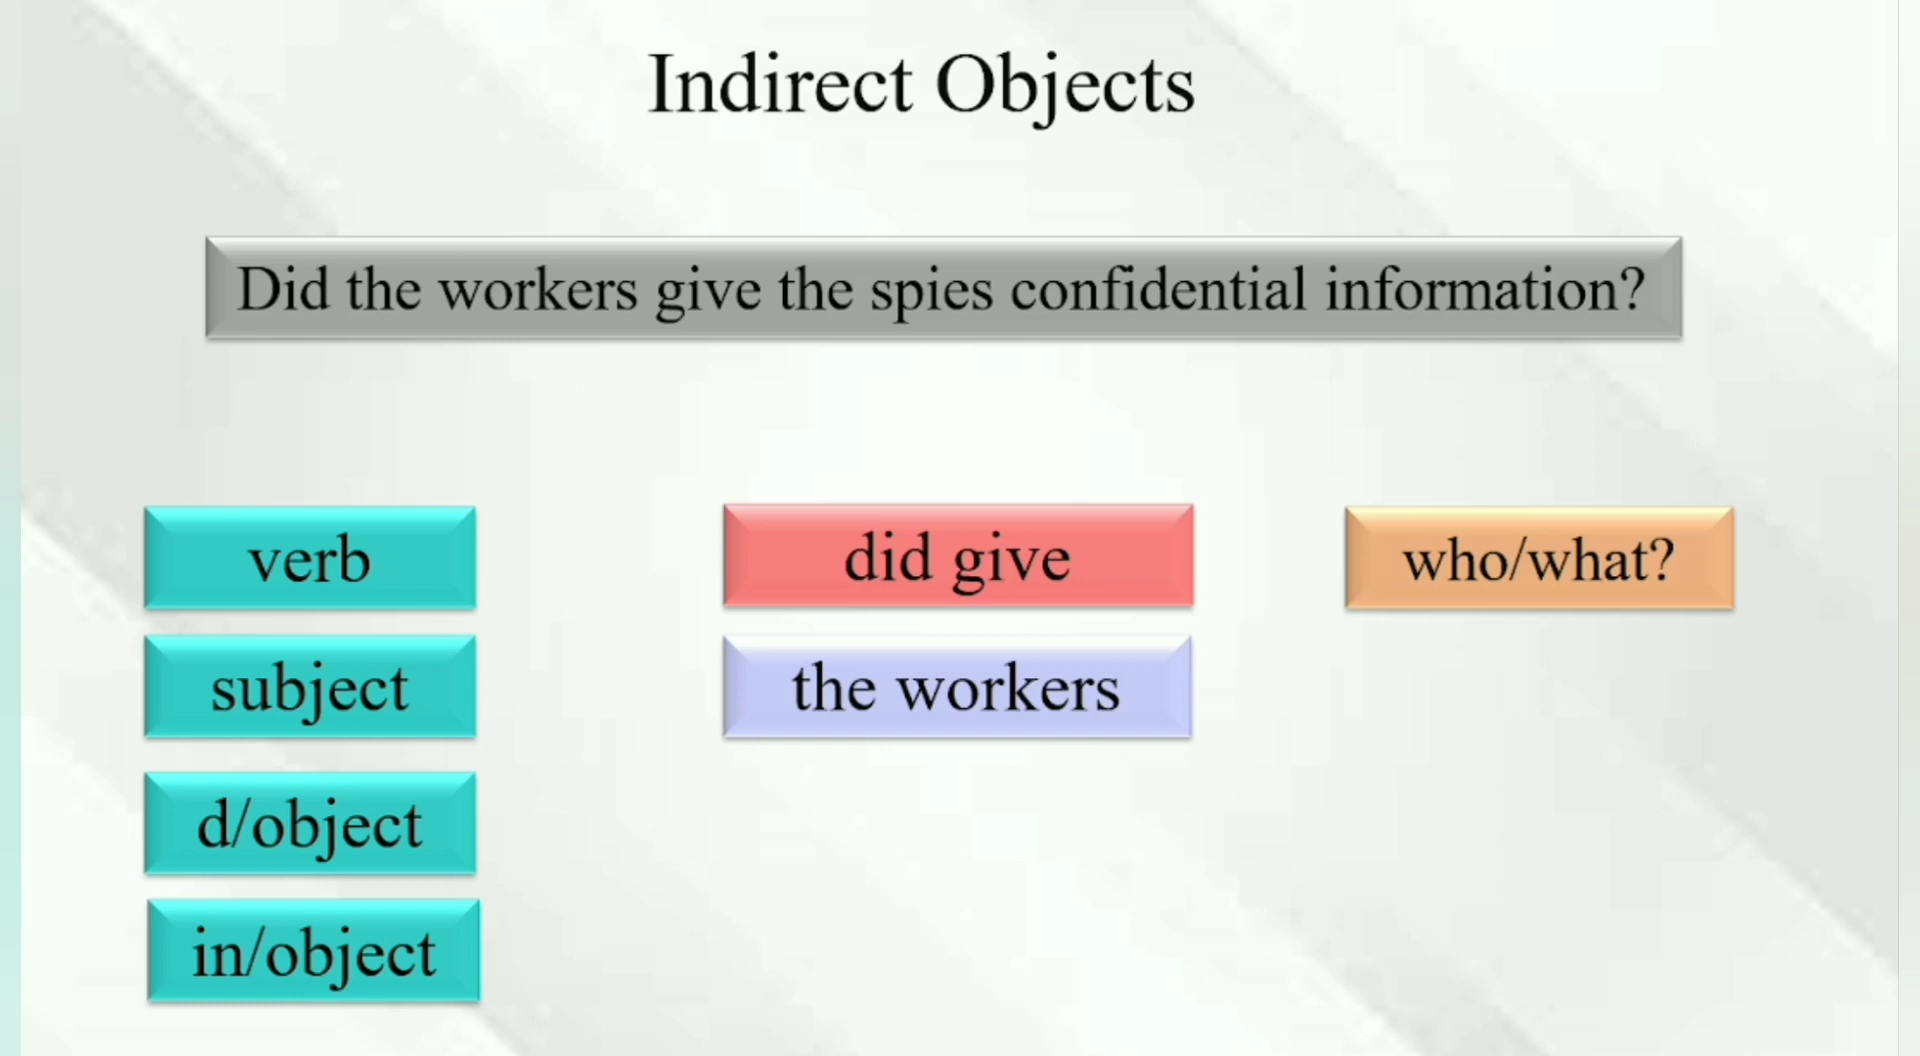 Indirect Objects
Did the workers give the spies confidential information?
verb
did give
who/what?
subject
the workers
d/object
in/object